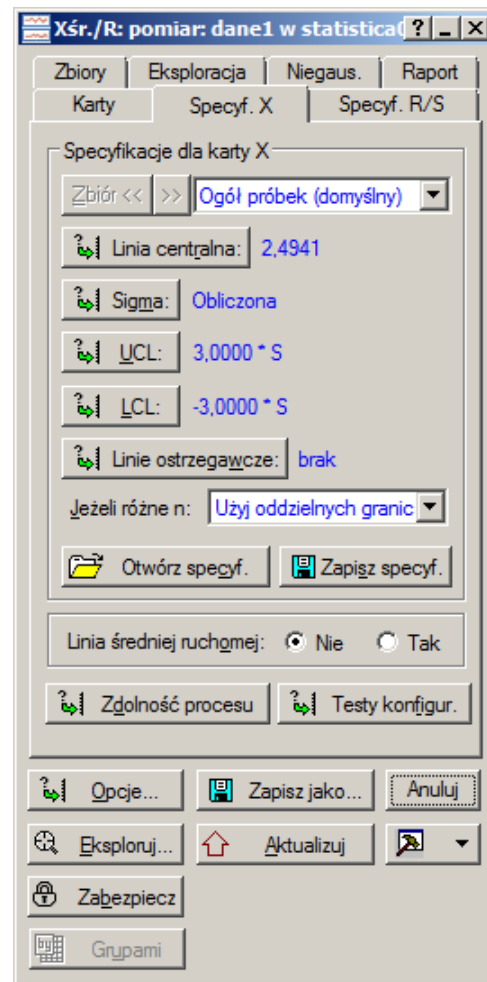 Xśr./R: pomiar: dane1 w statistica
Zbiory Eksploracja Niegaus. Raport
Karty Specyf. X Specyf. R/S
Specyfikacje dla karty X
Zbiór << >> Ogół próbek (domyślny)
Linia centralna: 2,4941
Sigma: Obliczona
UCL: 3,0000 * S
LCL: -3,0000 * S
Linie ostrzegawcze: brak
Jeżeli różne n: Użyj oddzielnych granic
Otwórz specyf. Zapisz specyf.
Linia średniej ruchomej: Nie Tak
Zdolność procesu Testy konfigur.
Opcje... Zapisz jako... Anuluj
Eksploruj... Aktualizuj
Zabezpiecz
Grupami